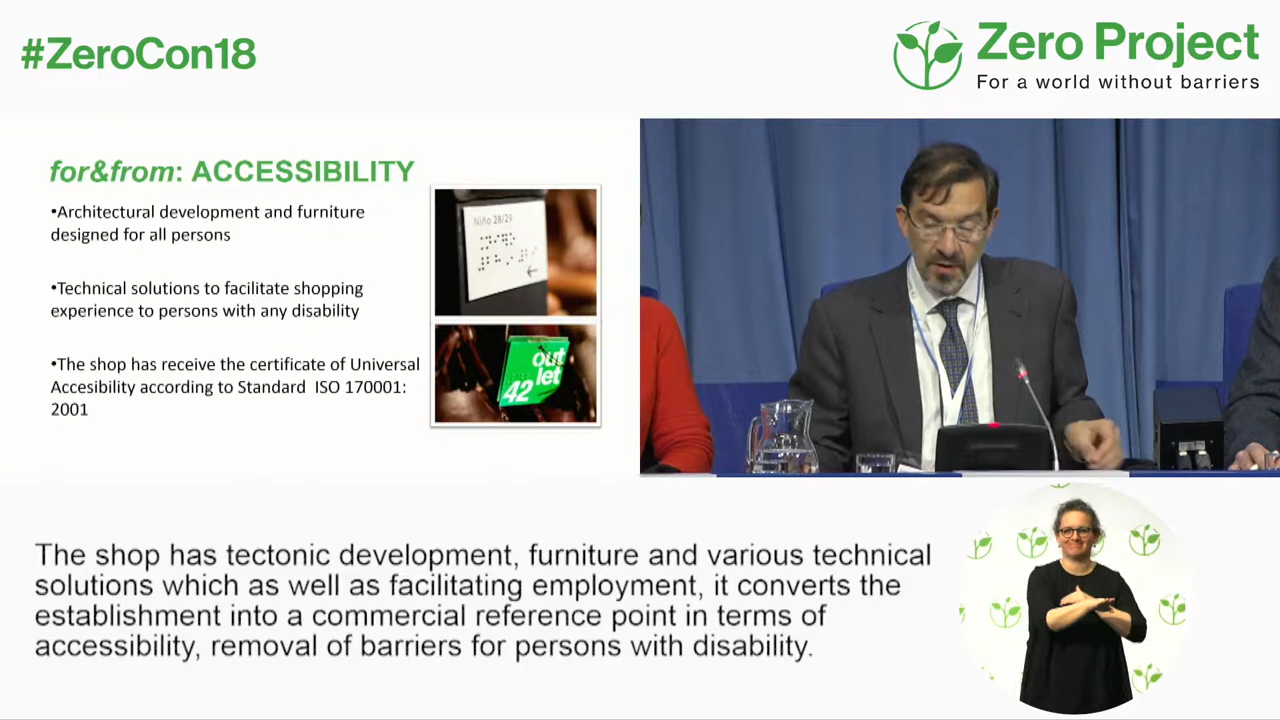 #ZeroCon18
Zero Project
For a world without barriers
for&from: ACCESSIBILITY
•Architectural development and furniture
designed for all persons
•Technical solutions to facilitate shopping
experience to persons with any disability
•The shop has receive the certificate of Universal
Accesibility according to Standard ISO 170001:
2001
Niño 28/29
out
let
42
The shop has tectonic development, furniture and various technical
solutions which as well as facilitating employment, it converts the
establishment into a commercial reference point in terms of
accessibility, removal of barriers for persons with disability.